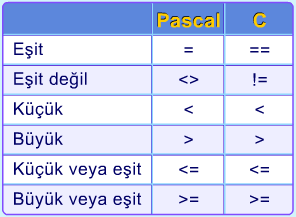 Pascal C
Eşit = ==
Eşit değil <> !=
Küçük < <
Büyük > >
Küçük veya eşit <= <=
Büyük veya eşit >= >=